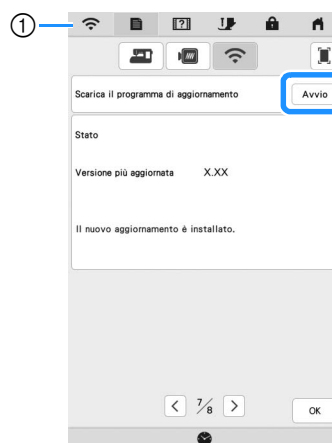 ①
Scarica il programma di aggiornamento
Avvio
Stato
Versione più aggiornata X.XX
Il nuovo aggiornamento è installato.
7/8
OK